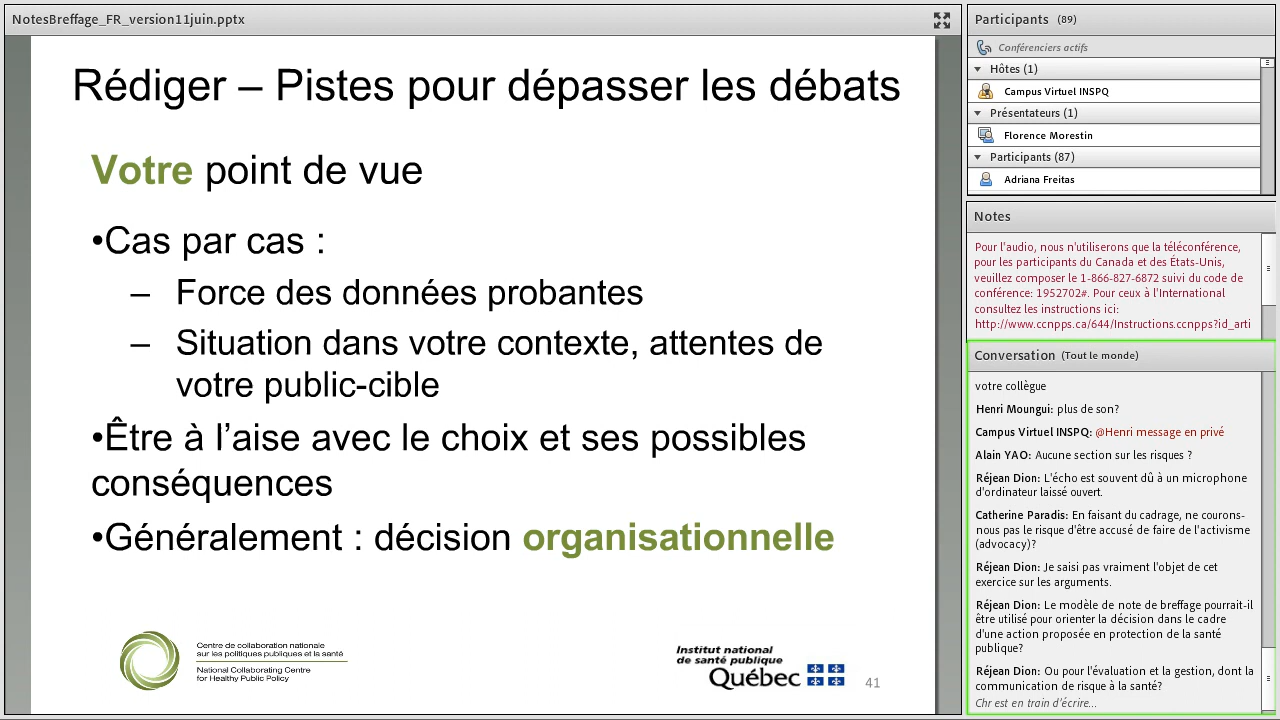 NotesBreffage_FR_version11juin.pptx
Rédiger – Pistes pour dépasser les débats
Votre point de vue
•Cas par cas :
– Force des données probantes
– Situation dans votre contexte, attentes de
votre public-cible
•Être à l’aise avec le choix et ses possibles
conséquences
•Généralement : décision organisationnelle
Centre de collaboration nationale
sur les politiques publiques et la santé
National Collaborating Centre
for Healthy Public Policy
Institut national
de santé publique
Québec
41
Participants (89)
Conférenciers actifs
Hôtes (1)
Campus Virtuel INSPQ
Présentateurs (1)
Florence Morestin
Participants (87)
Adriana Freitas
Notes
Pour l'audio, nous n'utiliserons que la téléconférence,
pour les participants du Canada et des États-Unis,
veuillez composer le 1-866-827-6872 suivi du code de
conférence: 1952702#. Pour ceux à l'International
consultez les instructions ici:
http://www.ccnpps.ca/644/Instructions.ccnpps?id_arti
Conversation (Tout le monde)
votre collègue
Henri Moungui: plus de son?
Campus Virtuel INSPQ: @Henri message en privé
Alain YAO: Aucune section sur les risques ?
Réjean Dion: L'écho est souvent dû à un microphone
d'ordinateur laissé ouvert.
Catherine Paradis: En faisant du cadrage, ne courons-
nous pas le risque d'être accusé de faire de l'activisme
(advocacy)?
Réjean Dion: Je saisi pas vraiment l'objet de cet
exercice sur les arguments.
Réjean Dion: Le modèle de note de breffage pourrait-il
être utilisé pour orienter la décision dans le cadre
d'une action proposée en protection de la santé
publique?
Réjean Dion: Ou pour l'évaluation et la gestion, dont la
communication de risque à la santé?
Chr est en train d'écrire...